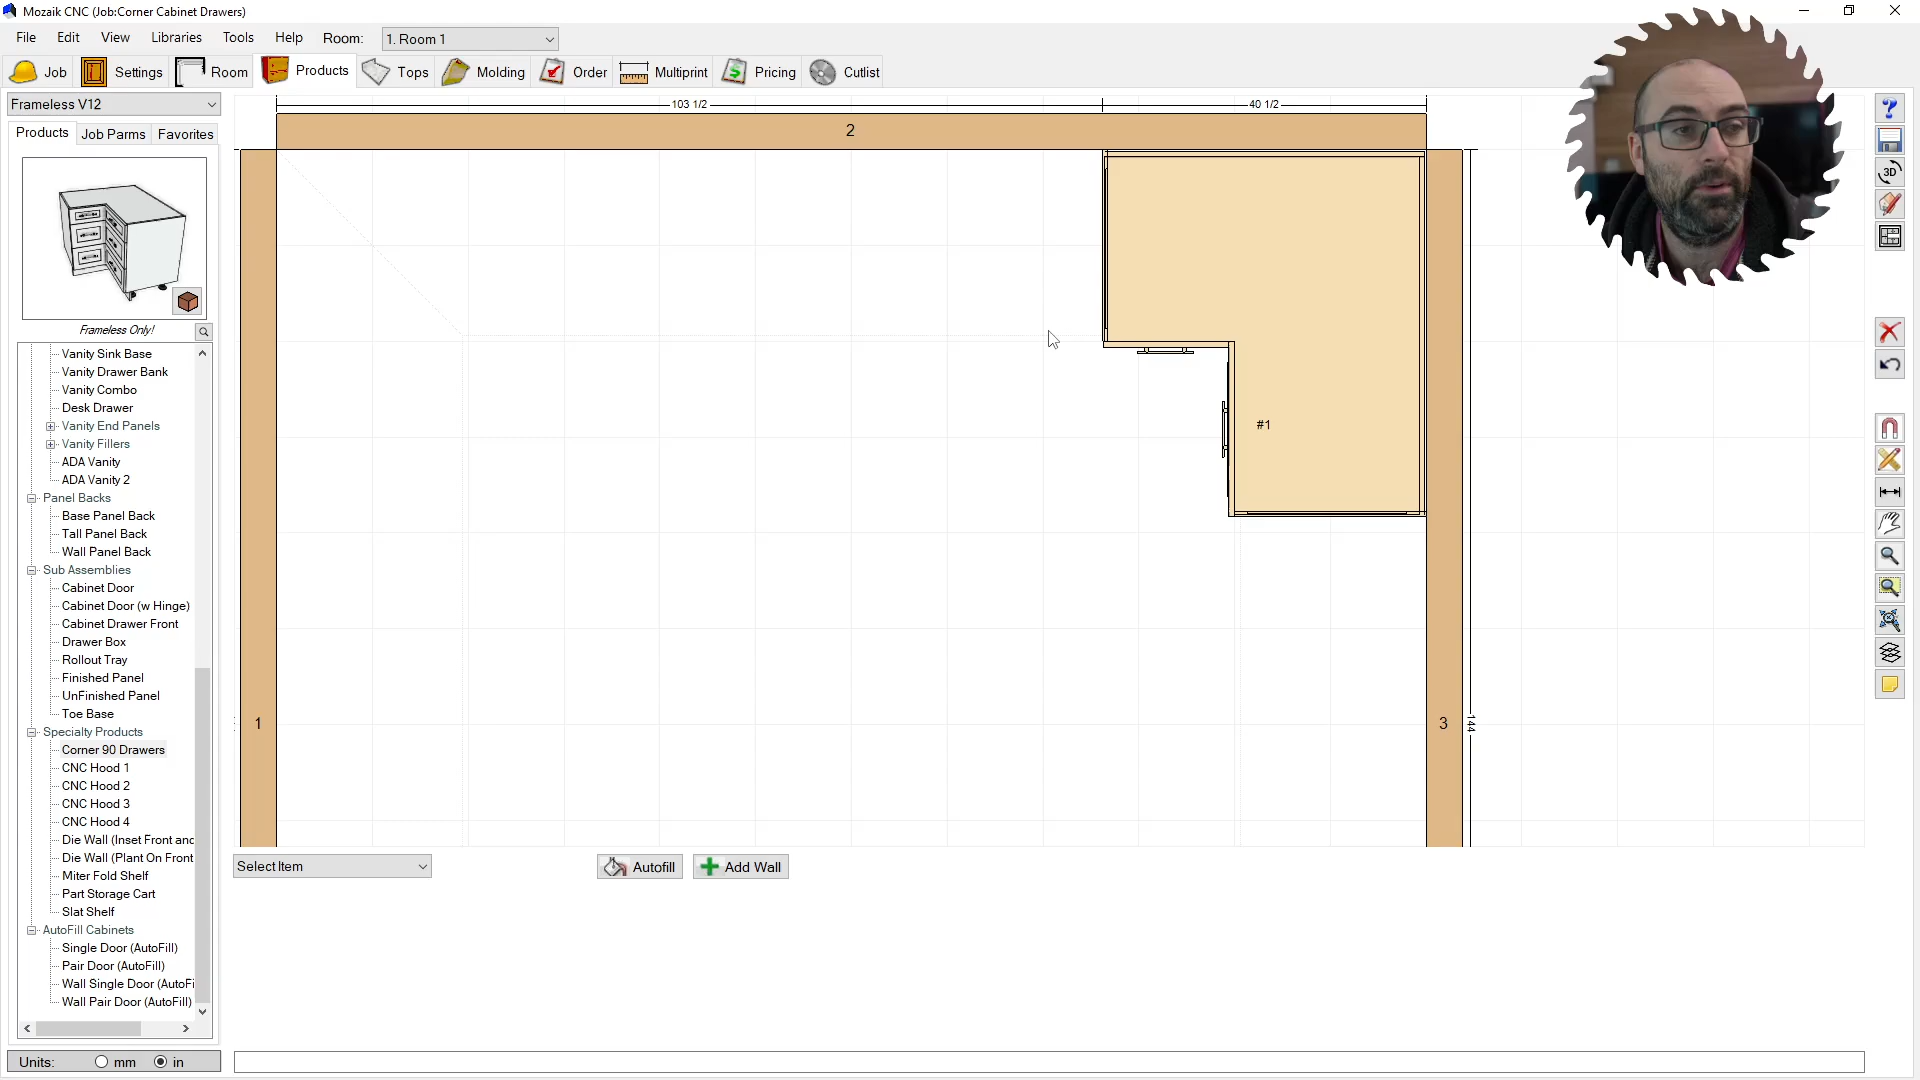 Mozaik CNC (Job:Corner Cabinet Drawers)
File Edit View Libraries Tools Help Room: 1. Room 1
Job Settings Room Products Tops Molding Order Multiprint Pricing Cutlist
Frameless V12
Products Job Parms Favorites
Frameless Only!
Vanity Sink Base
Vanity Drawer Bank
Vanity Combo
Desk Drawer
Vanity End Panels
Vanity Fillers
ADA Vanity
ADA Vanity 2
Panel Backs
Base Panel Back
Tall Panel Back
Wall Panel Back
Sub Assemblies
Cabinet Door
Cabinet Door (w Hinge)
Cabinet Drawer Front
Drawer Box
Rollout Tray
Finished Panel
UnFinished Panel
Toe Base
Specialty Products
Corner 90 Drawers
CNC Hood 1
CNC Hood 2
CNC Hood 3
CNC Hood 4
Die Wall (Inset Front and
Die Wall (Plant On Front
Miter Fold Shelf
Part Storage Cart
Slat Shelf
AutoFill Cabinets
Single Door (AutoFill)
Pair Door (AutoFill)
Wall Single Door (AutoFi
Wall Pair Door (AutoFill)
Units: mm in
103 1/2 40 1/2
2
#1
1
3
144
Select Item
Autofill
Add Wall
?
3D